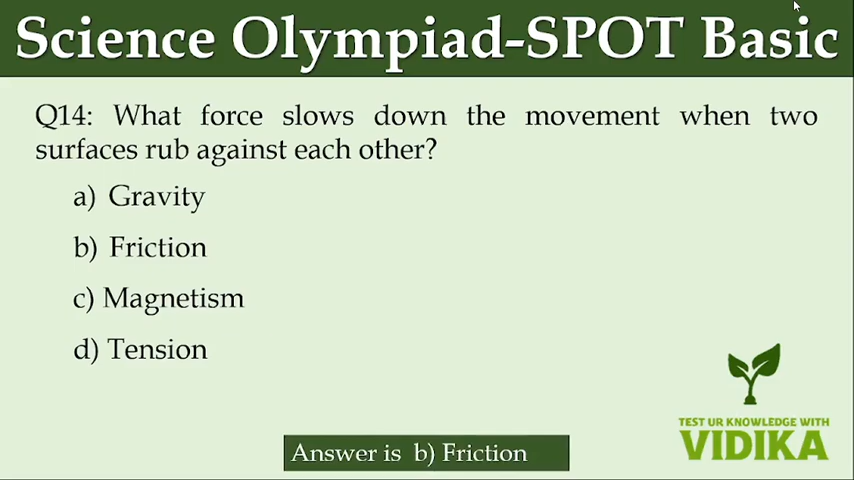 Science Olympiad-SPOT Basic
Q14: What force slows down the movement when two
surfaces rub against each other?
a) Gravity
b) Friction
c) Magnetism
d) Tension
TEST UR KNOWLEDGE WITH
VIDIKA
Answer is b) Friction